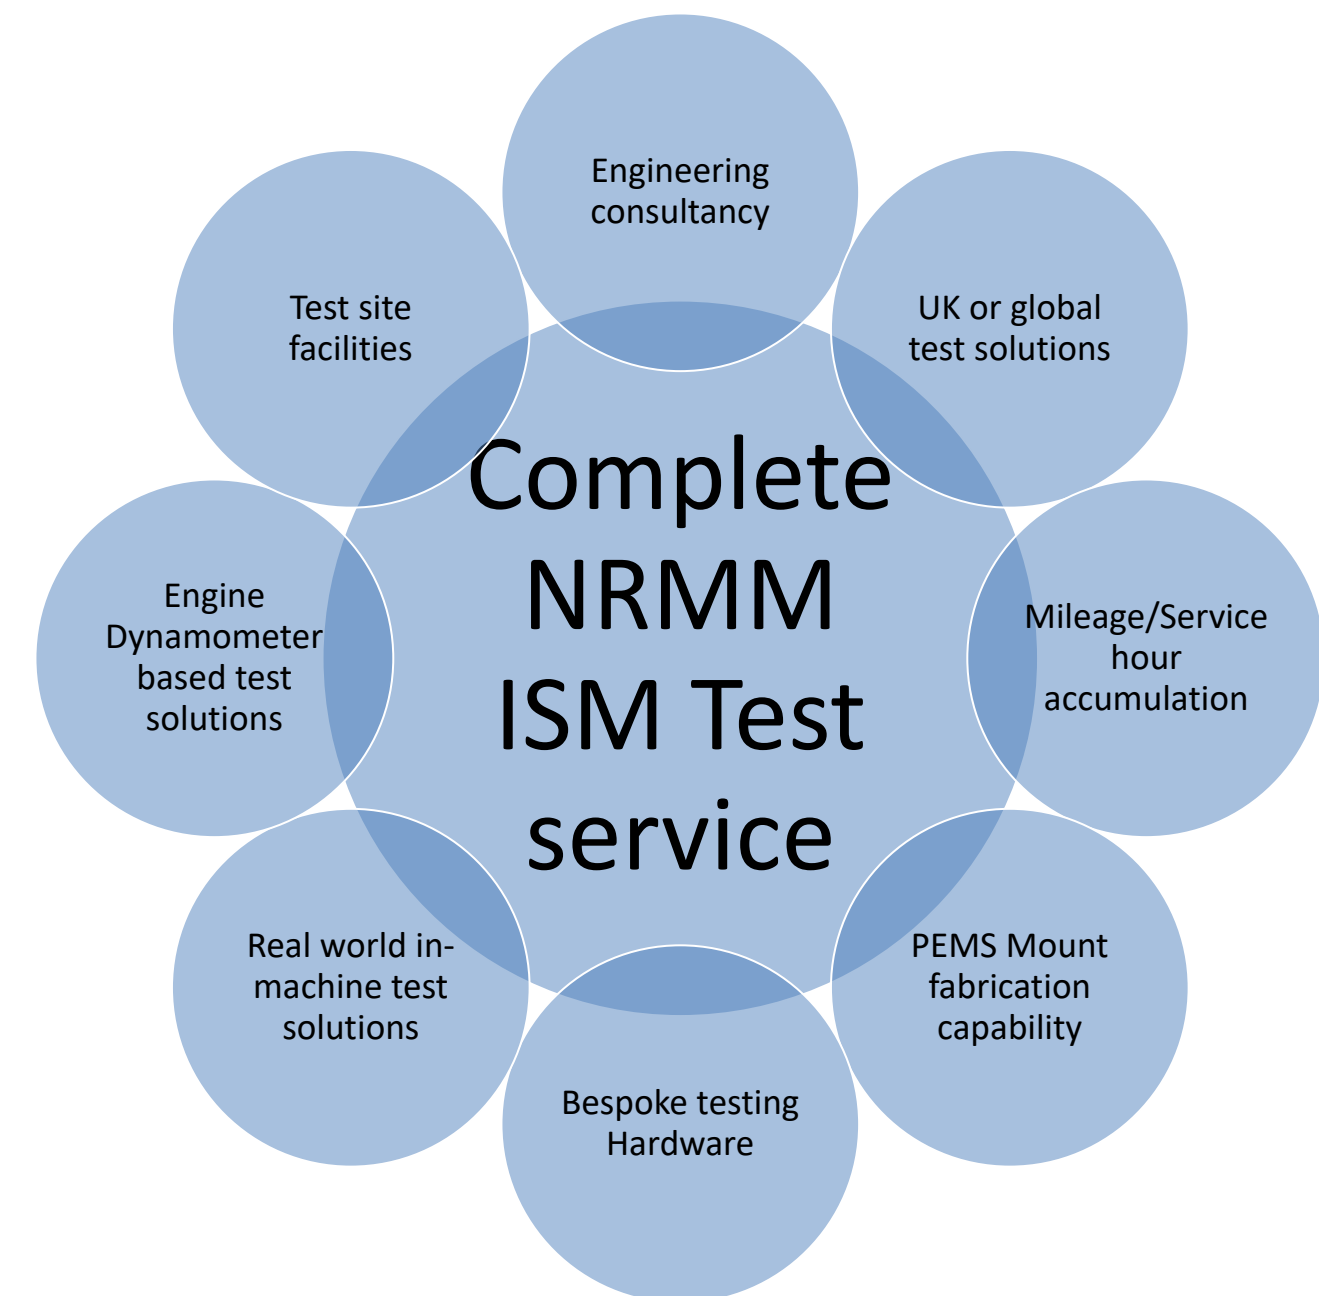 Engineering
consultancy
UK or global
test solutions
Mileage/Service
hour
accumulation
PEMS Mount
fabrication
capability
Bespoke testing
Hardware
Real world in-
machine test
solutions
Engine
Dynamometer
based test
solutions
Test site
facilities
Complete
NRMM
ISM Test
service